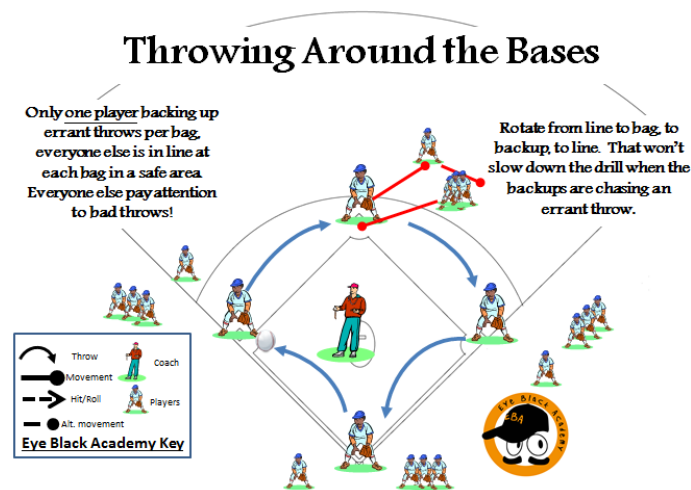 Throwing Around the Bases
Only one player backing up
errant throws per bag,
everyone else is in line at
each bag in a safe area
Everyone else pay attention
to bad throws!
Rotate from line to bag, to
backup, to line. That won't
slow down the drill when the
backups are chasing an
errant throw.
Throw
Coach
Movement
Hit/Roll
Players
Alt. movement
Eye Black Academy Key
Eye Black Academy
EBA